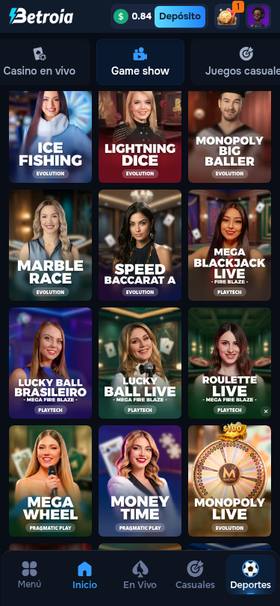 Betroia
$ 0.84 Depósito
1
Casino en vivo
Game show
Juegos casuale
ICE
FISHING
EVOLUTION
LIGHTNING
DICE
EVOLUTION
MONOPOLY
BIG
BALLER
EVOLUTION
MARBLE
RACE
EVOLUTION
SPEED
BACCARAT A
EVOLUTION
MEGA
BLACKJACK
LIVE
• FIRE BLAZE •
PLAYTECH
LUCKY BALL
BRASILEIRO
• MEGA FIRE BLAZE •
PLAYTECH
LUCKY
BALL LIVE
• MEGA FIRE BLAZE •
PLAYTECH
ROULETTE
LIVE
• MEGA FIRE BLAZE •
PLAYTECH
MEGA
WHEEL
PRAGMATIC PLAY
MONEY
TIME
PRAGMATIC PLAY
M
MONOPOLY
LIVE
EVOLUTION
Menú
Inicio
En Vivo
Casuales
Deportes